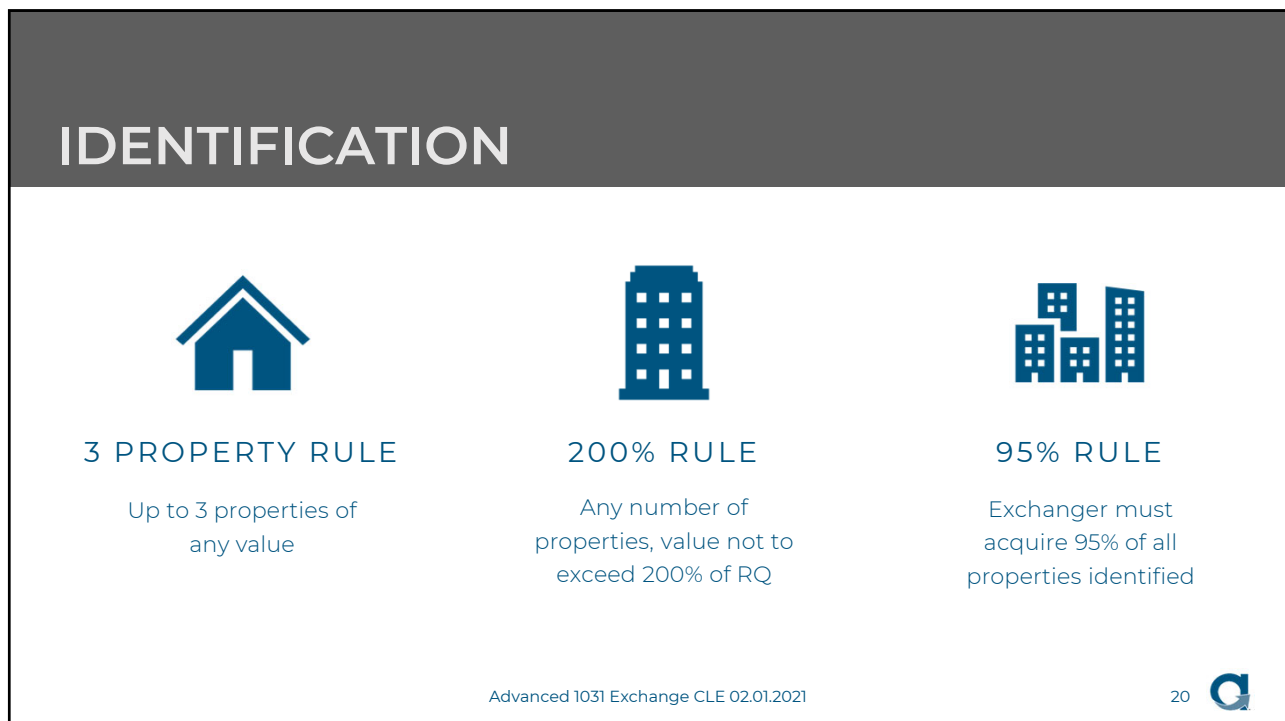 IDENTIFICATION
3 PROPERTY RULE
Up to 3 properties of
any value
200% RULE
Any number of
properties, value not to
exceed 200% of RQ
95% RULE
Exchanger must
acquire 95% of all
properties identified
Advanced 1031 Exchange CLE 02.01.2021
20